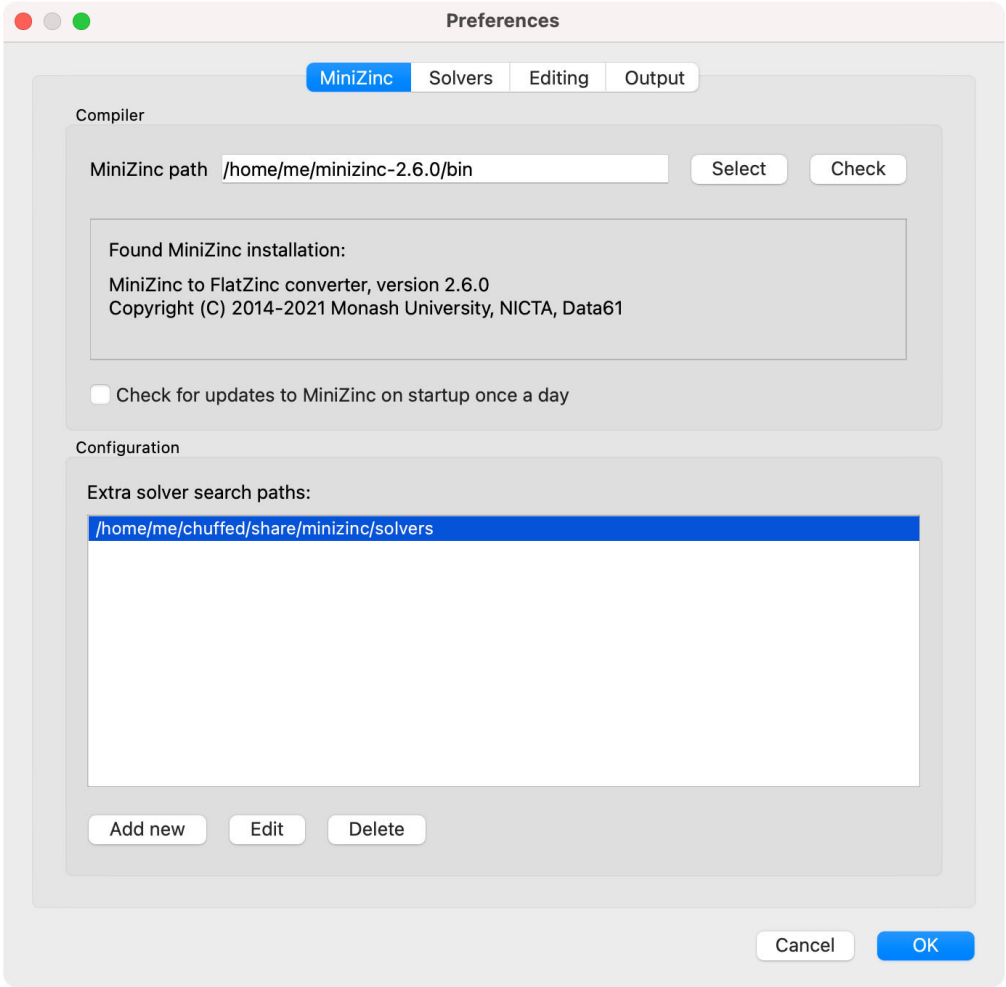 Preferences
MiniZinc Solvers Editing Output
Compiler
MiniZinc path /home/me/minizinc-2.6.0/bin Select Check
Found MiniZinc installation:
MiniZinc to FlatZinc converter, version 2.6.0
Copyright (C) 2014-2021 Monash University, NICTA, Data61
Check for updates to MiniZinc on startup once a day
Configuration
Extra solver search paths:
/home/me/chuffed/share/minizinc/solvers
Add new Edit Delete
Cancel OK